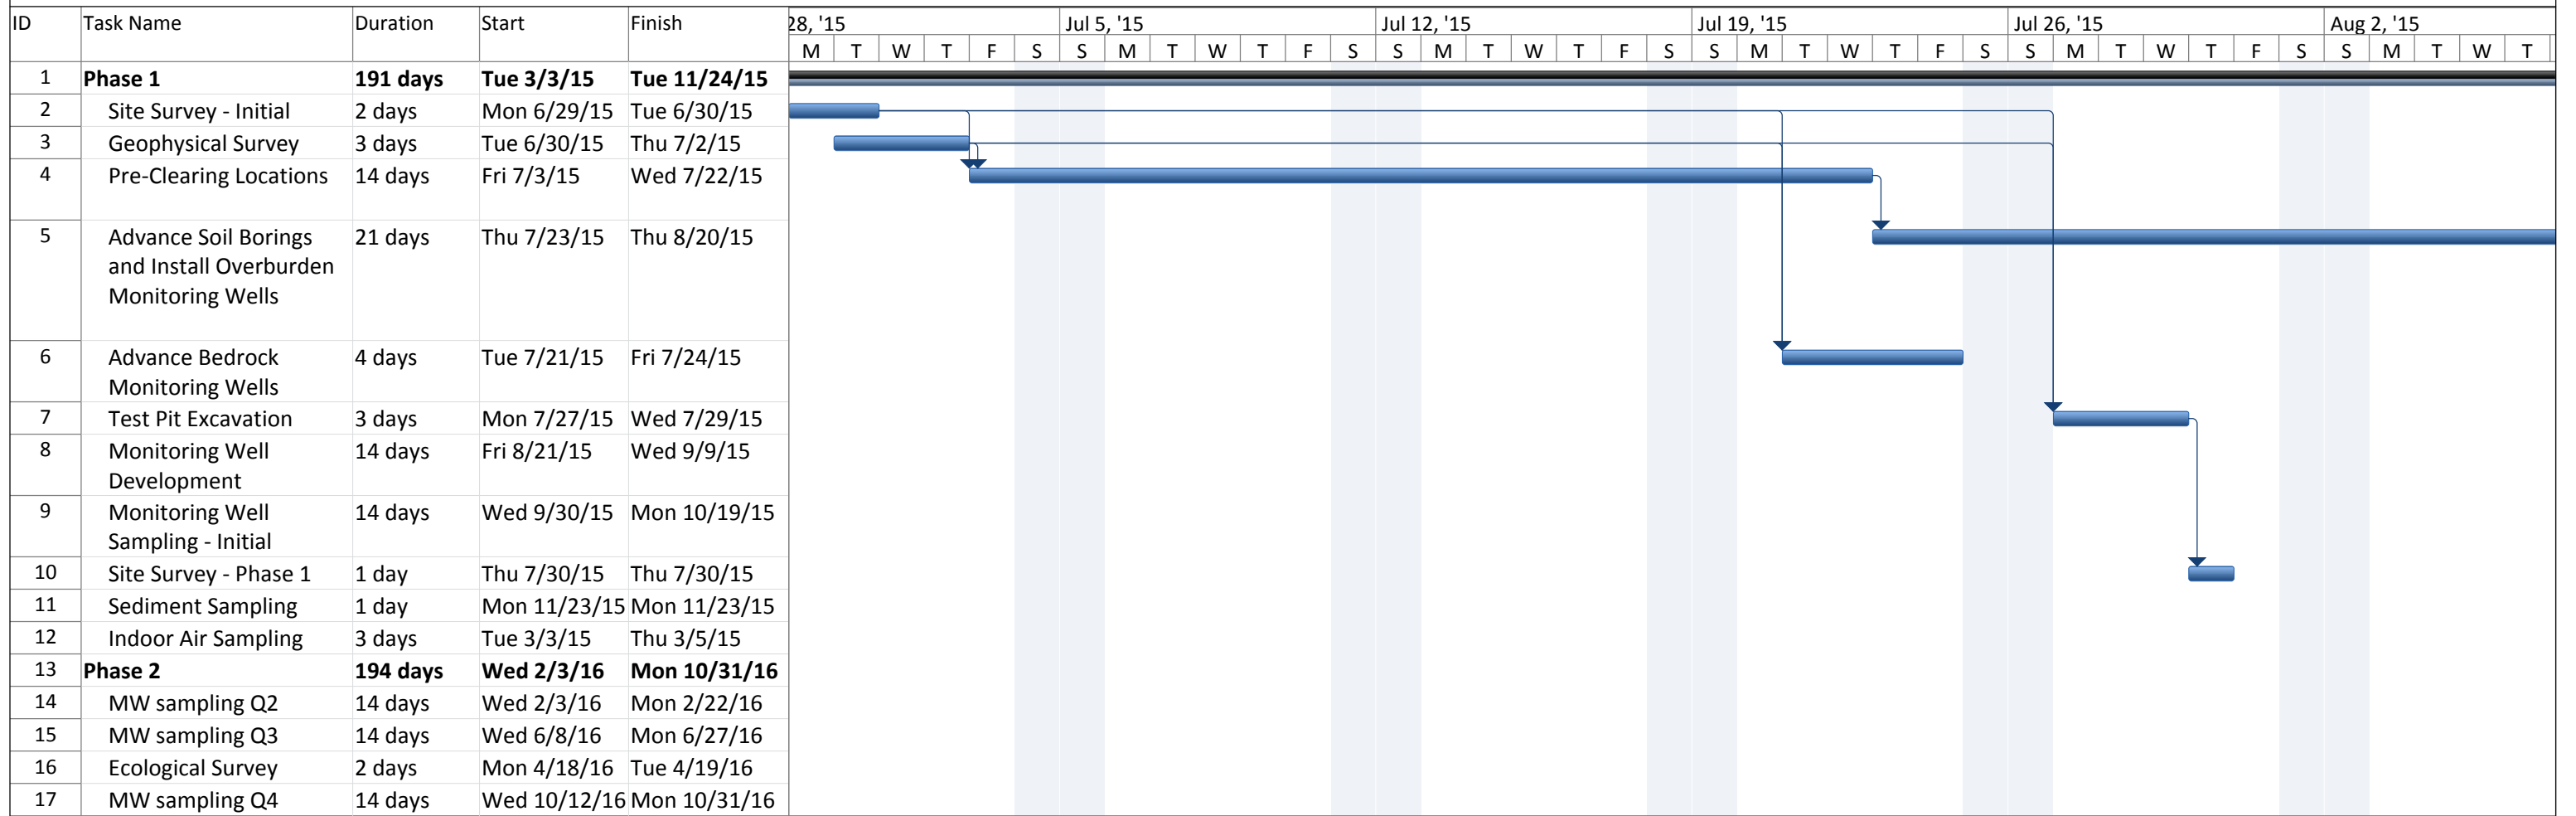 ID Task Name Duration Start Finish 28, '15 Jul 5, '15 Jul 12, '15 Jul 19, '15 Jul 26, '15 Aug 2, '15
M T W T F S S M T W T F S S M T W T F S S M T W T F S S M T W T F S S M T W T
1 Phase 1 191 days Tue 3/3/15 Tue 11/24/15
2 Site Survey - Initial 2 days Mon 6/29/15 Tue 6/30/15
3 Geophysical Survey 3 days Tue 6/30/15 Thu 7/2/15
4 Pre-Clearing Locations 14 days Fri 7/3/15 Wed 7/22/15
5 Advance Soil Borings 21 days Thu 7/23/15 Thu 8/20/15
and Install Overburden
Monitoring Wells
6 Advance Bedrock 4 days Tue 7/21/15 Fri 7/24/15
Monitoring Wells
7 Test Pit Excavation 3 days Mon 7/27/15 Wed 7/29/15
8 Monitoring Well 14 days Fri 8/21/15 Wed 9/9/15
Development
9 Monitoring Well 14 days Wed 9/30/15 Mon 10/19/15
Sampling - Initial
10 Site Survey - Phase 1 1 day Thu 7/30/15 Thu 7/30/15
11 Sediment Sampling 1 day Mon 11/23/15 Mon 11/23/15
12 Indoor Air Sampling 3 days Tue 3/3/15 Thu 3/5/15
13 Phase 2 194 days Wed 2/3/16 Mon 10/31/16
14 MW sampling Q2 14 days Wed 2/3/16 Mon 2/22/16
15 MW sampling Q3 14 days Wed 6/8/16 Mon 6/27/16
16 Ecological Survey 2 days Mon 4/18/16 Tue 4/19/16
17 MW sampling Q4 14 days Wed 10/12/16 Mon 10/31/16